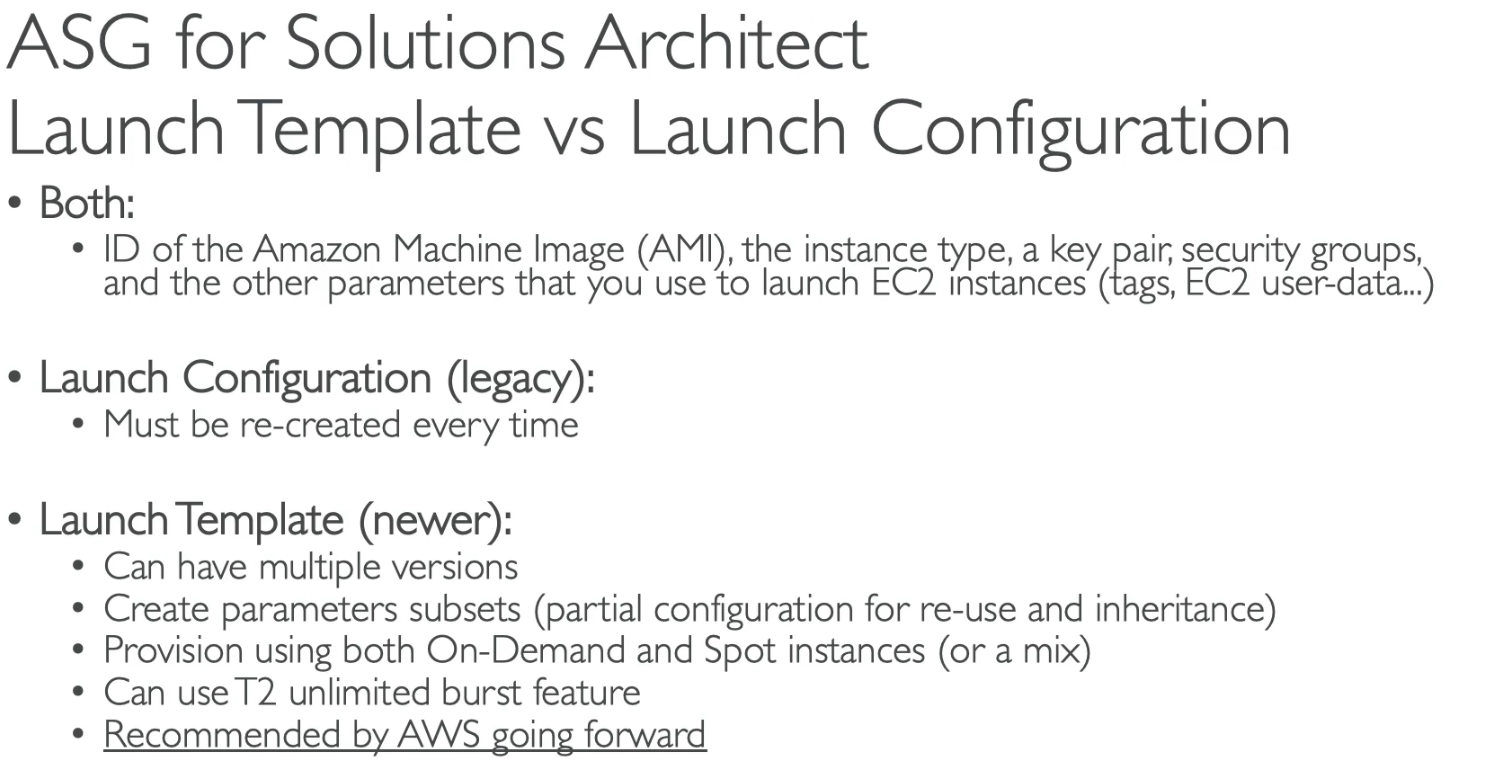 ASG for Solutions Architect
Launch Template vs Launch Configuration
• Both:
• ID of the Amazon Machine Image (AMI), the instance type, a key pair, security groups,
and the other parameters that you use to launch EC2 instances (tags, EC2 user-data...)
• Launch Configuration (legacy):
• Must be re-created every time
• Launch Template (newer):
• Can have multiple versions
• Create parameters subsets (partial configuration for re-use and inheritance)
• Provision using both On-Demand and Spot instances (or a mix)
• Can use T2 unlimited burst feature
• Recommended by AWS going forward